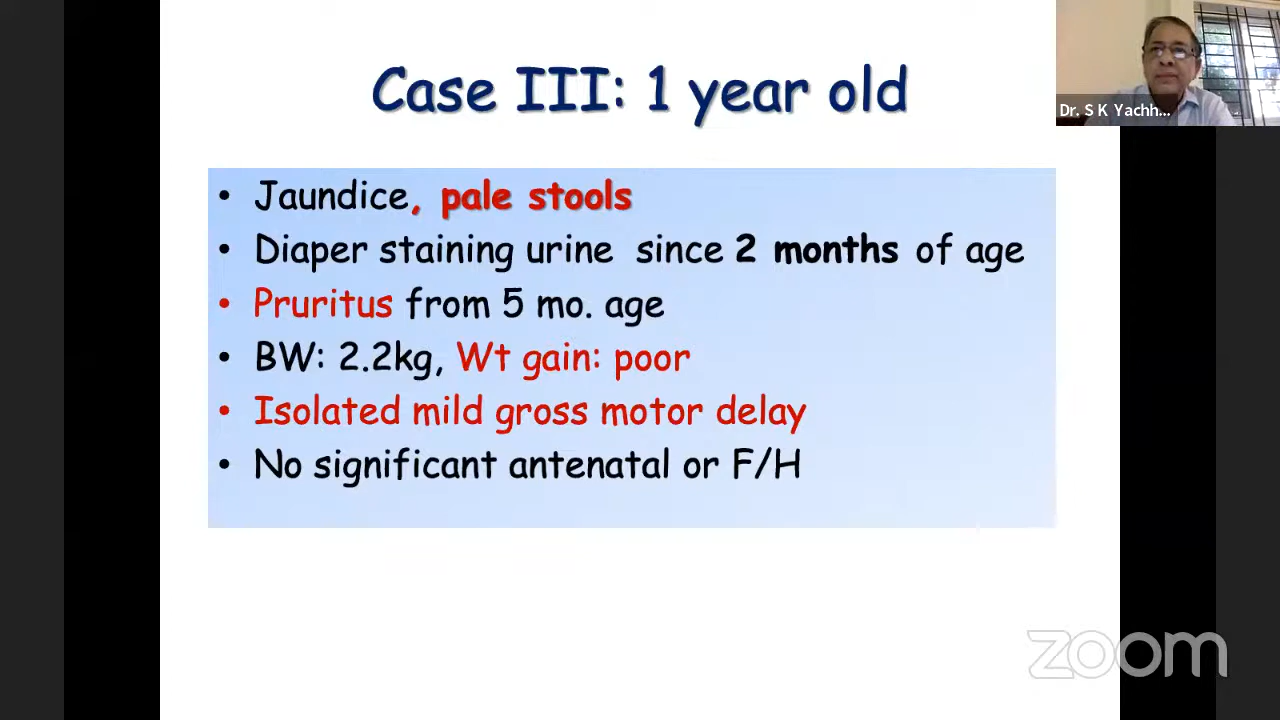 Case III: 1 year old
Dr. S K Yachh...
• Jaundice, pale stools
• Diaper staining urine since 2 months of age
• Pruritus from 5 mo. age
• BW: 2.2kg, Wt gain: poor
• Isolated mild gross motor delay
• No significant antenatal or F/H
zoom